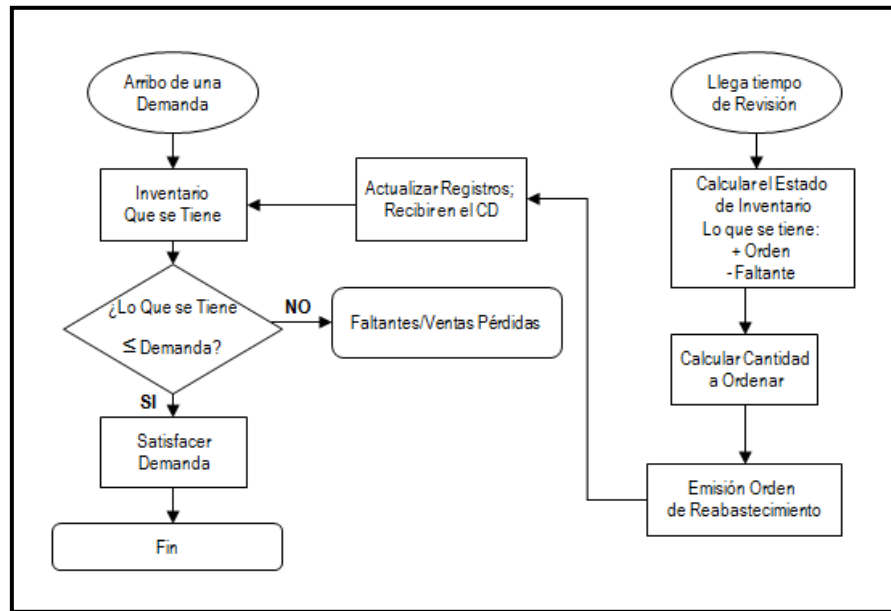 Arribo de una
Demanda
Inventario
Que se Tiene
¿Lo Que se Tiene
≤ Demanda?
NO
Faltantes/Ventas Pérdidas
SI
Satisfacer
Demanda
Fin
Actualizar Registros;
Recibir en el CD
Llega tiempo
de Revisión
Calcular el Estado
de Inventario
Lo que se tiene:
+ Orden
- Faltante
Calcular Cantidad
a Ordenar
Emisión Orden
de Reabastecimiento